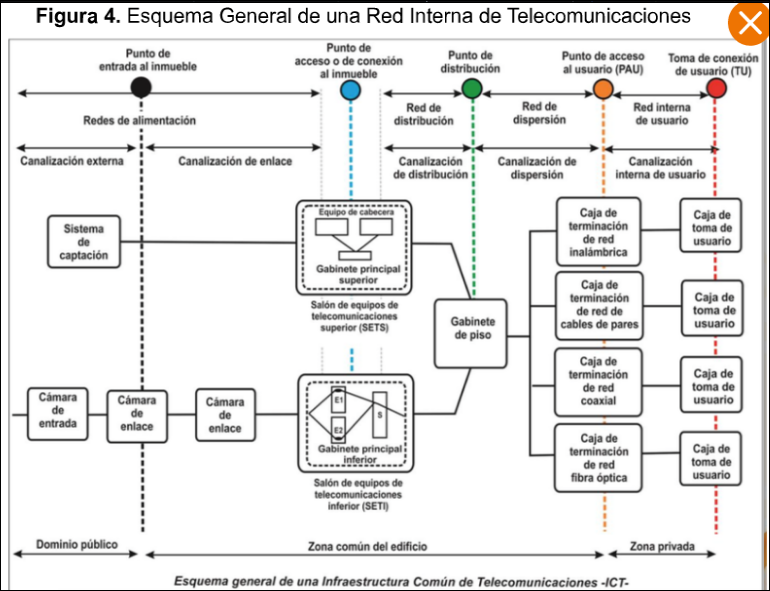 Figura 4. Esquema General de una Red Interna de Telecomunicaciones
Punto de
entrada al inmueble
Punto de
acceso o de conexión
al inmueble
Punto de
distribución
Punto de acceso
al usuario (PAU)
Toma de conexión
de usuario (TU)
Redes de alimentación
Red de
distribución
Red de
dispersión
Red interna
de usuario
Canalización externa
Canalización de enlace
Canalización
de distribución
Canalización de
dispersión
Canalización
interna de usuario
Sistema
de
captación
Equipo de cabecera
Gabinete principal
superior
Salón de equipos de
telecomunicaciones
superior (SETS)
Gabinete
de piso
Caja de
terminación
de red
inalámbrica
Caja de
toma de
usuario
Caja de
terminación
de red de
cables de pares
Caja de
toma de
usuario
Caja de
terminación
de red
coaxial
Caja de
toma de
usuario
Caja de
terminación
de red
fibra óptica
Caja de
toma de
usuario
Cámara
de
entrada
Cámara
de
enlace
Cámara
de
enlace
E1
E2
S
Gabinete principal
inferior
Salón de equipos de
telecomunicaciones
inferior (SETI)
Dominio público
Zona común del edificio
Zona privada
Esquema general de una Infraestructura Común de Telecomunicaciones -ICT-